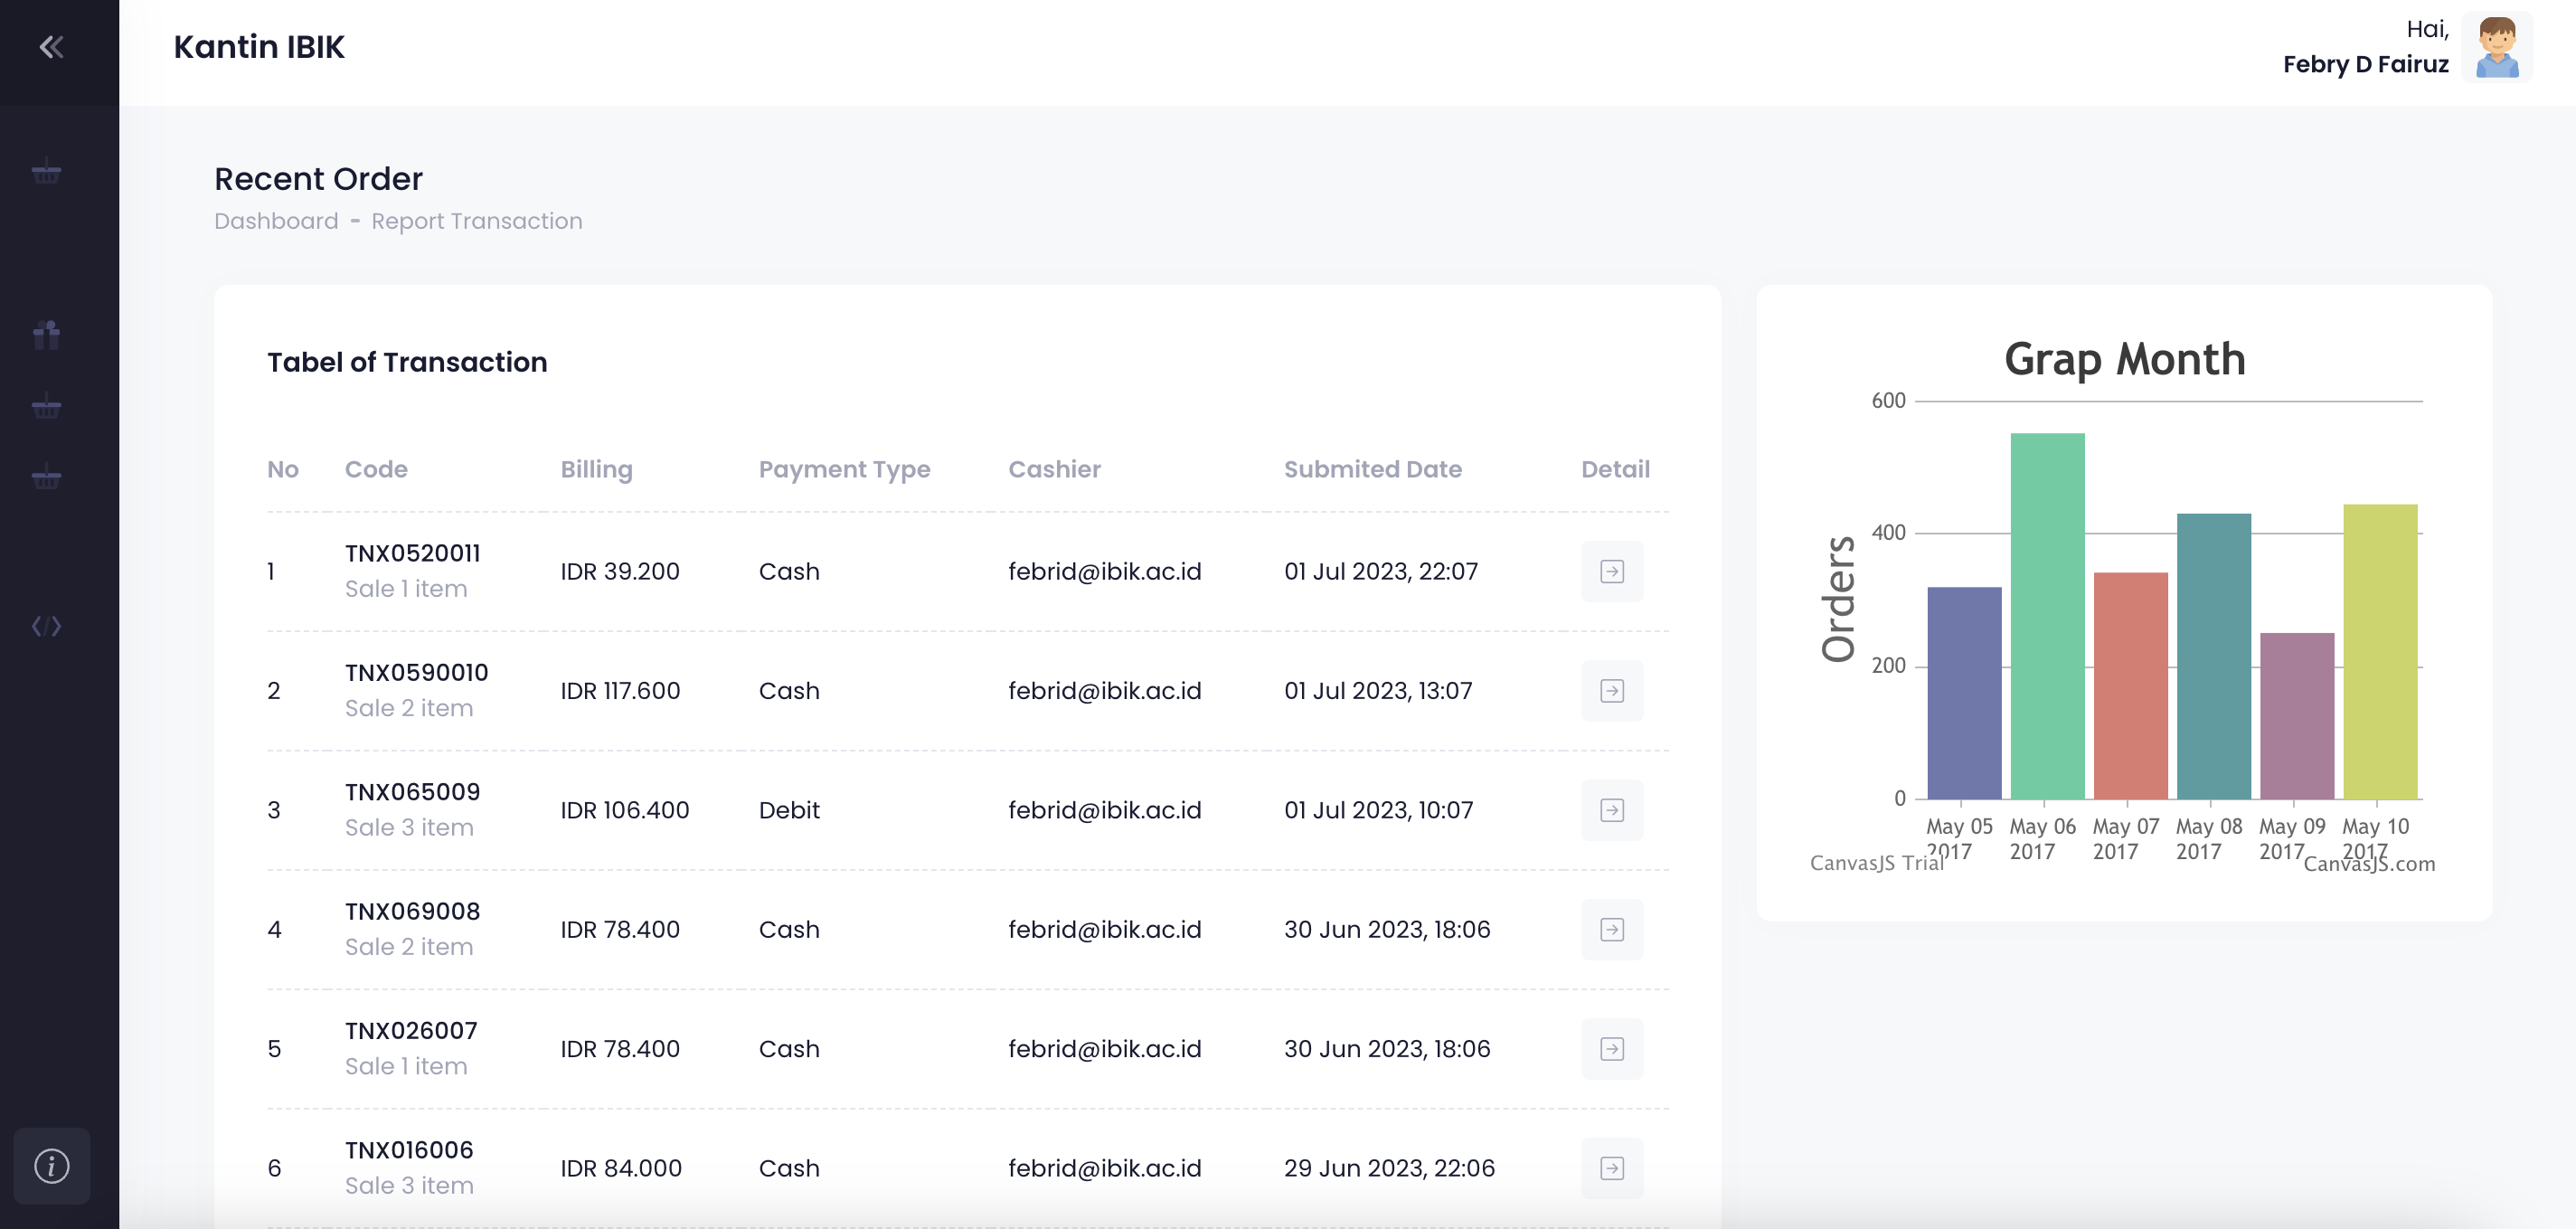 Kantin IBIK
Hai,
Febry D Fairuz
Recent Order
Dashboard - Report Transaction
Tabel of Transaction
No Code Billing Payment Type Cashier Submited Date Detail
1 TNX0520011 IDR 39.200 Cash febrid@ibik.ac.id 01 Jul 2023, 22:07
Sale 1 item
2 TNX0590010 IDR 117.600 Cash febrid@ibik.ac.id 01 Jul 2023, 13:07
Sale 2 item
3 TNX065009 IDR 106.400 Debit febrid@ibik.ac.id 01 Jul 2023, 10:07
Sale 3 item
4 TNX069008 IDR 78.400 Cash febrid@ibik.ac.id 30 Jun 2023, 18:06
Sale 2 item
5 TNX026007 IDR 78.400 Cash febrid@ibik.ac.id 30 Jun 2023, 18:06
Sale 1 item
6 TNX016006 IDR 84.000 Cash febrid@ibik.ac.id 29 Jun 2023, 22:06
Sale 3 item
Grap Month
Orders
600
400
200
0
May 05 May 06 May 07 May 08 May 09 May 10
2017 2017 2017 2017 2017 2017
CanvasJS Trial CanvasJS.com